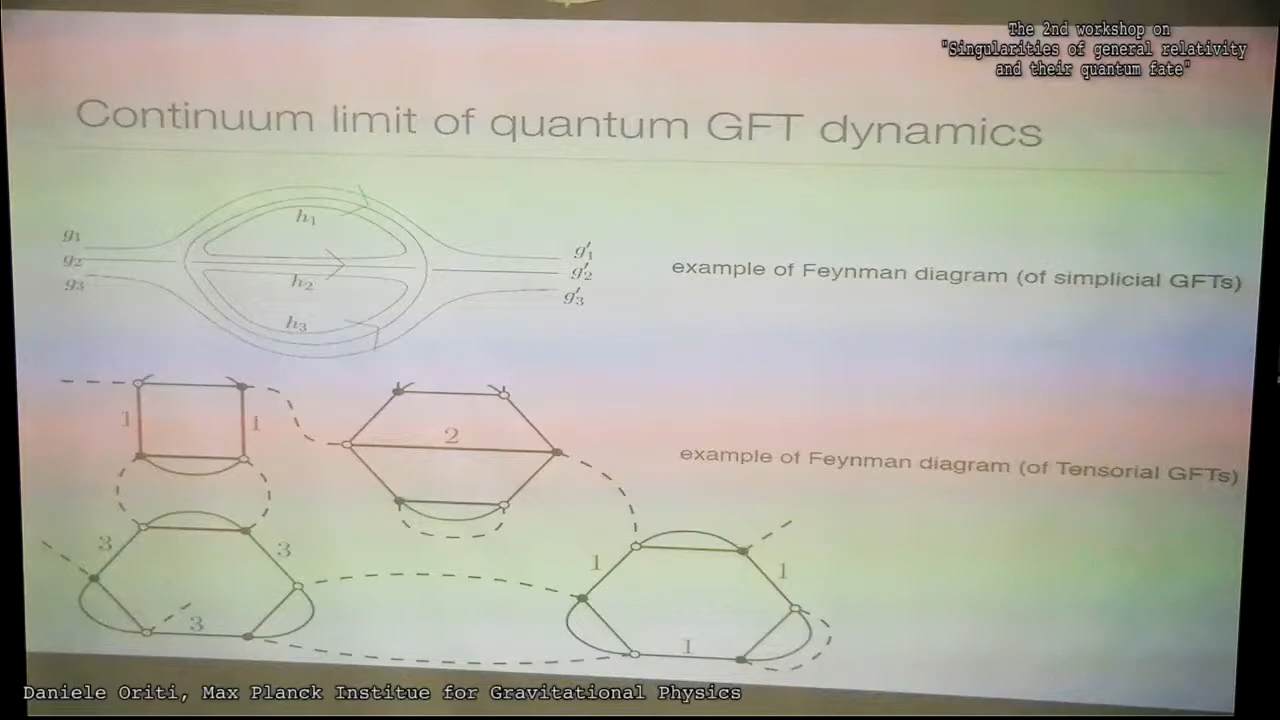 The 2nd workshop on
"Singularities of general relativity
and their quantum fate"
Continuum limit of quantum GFT dynamics
h₁
g₁
g₂
g₃
g′₁
g′₂
g′₃
example of Feynman diagram (of simplicial GFTs)
h₂
h₃
1
1
2
example of Feynman diagram (of Tensorial GFTs)
3
3
3
1
1
1
Daniele Oriti, Max Planck Institue for Gravitational Physics